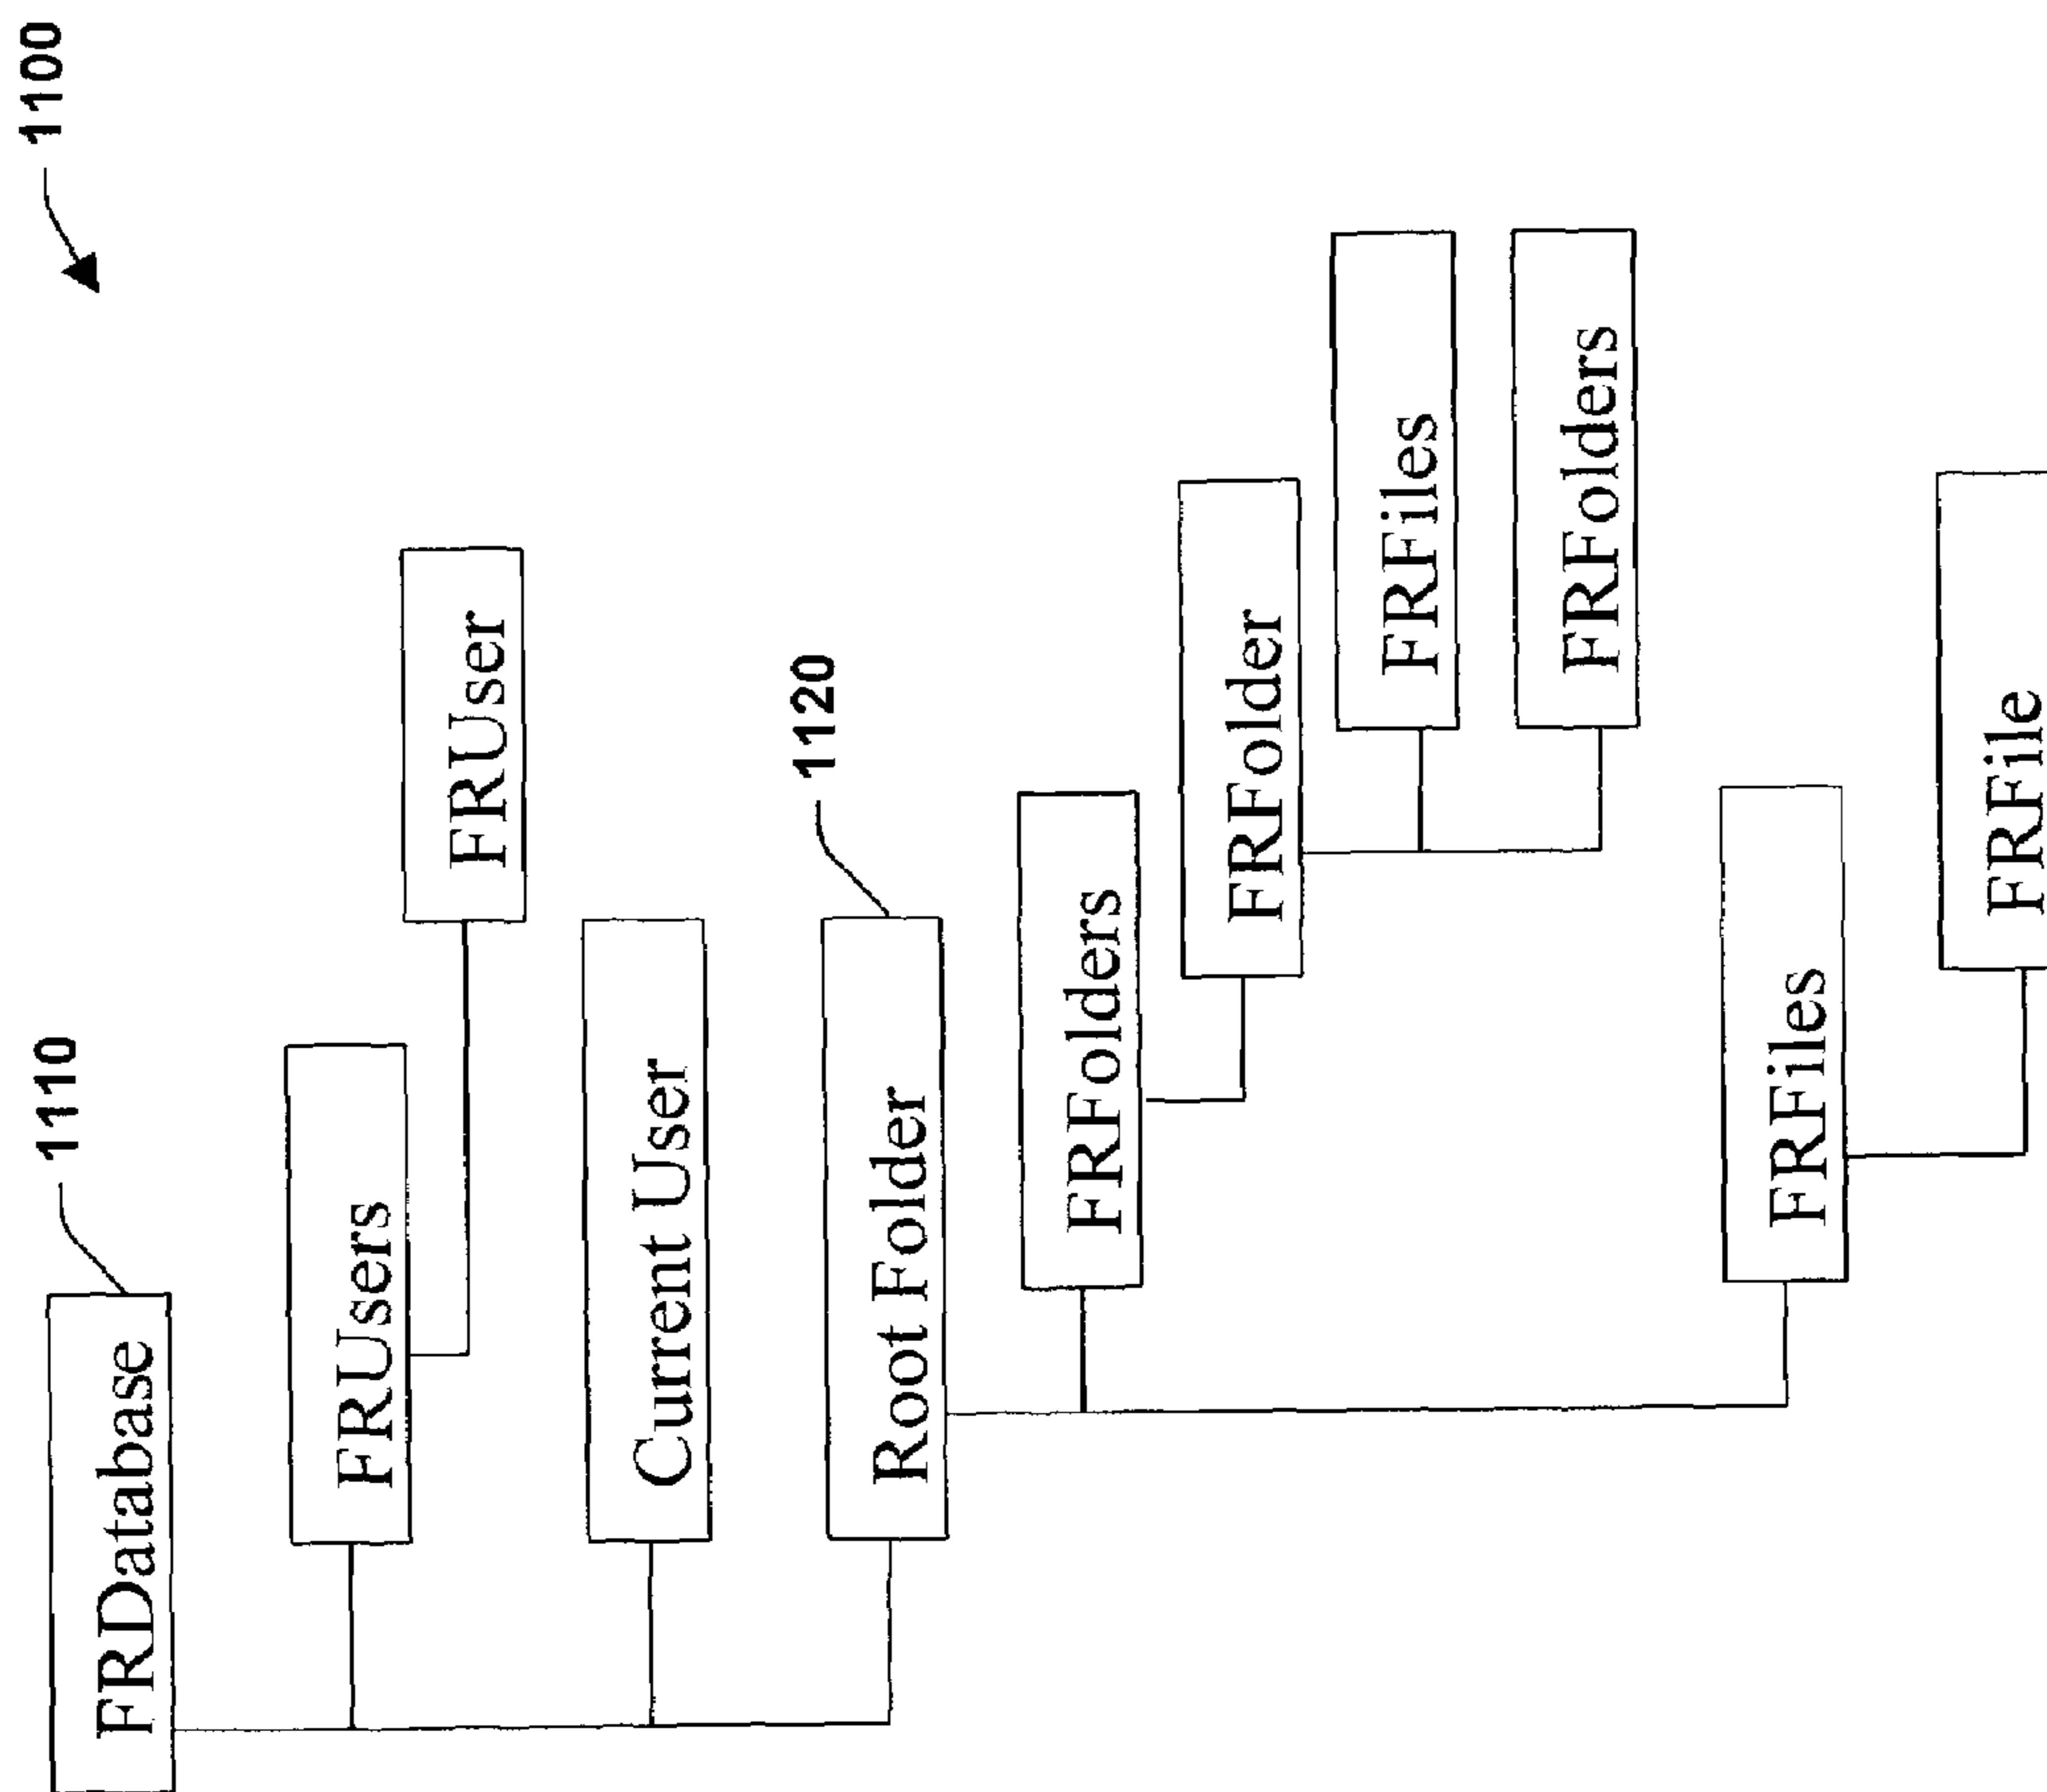 1100
FRDatabase
1110
FRUsers
FRUser
Current User
Root Folder
1120
FRFolders
FRFolder
FRFiles
FRFolders
FRFiles
FRFile